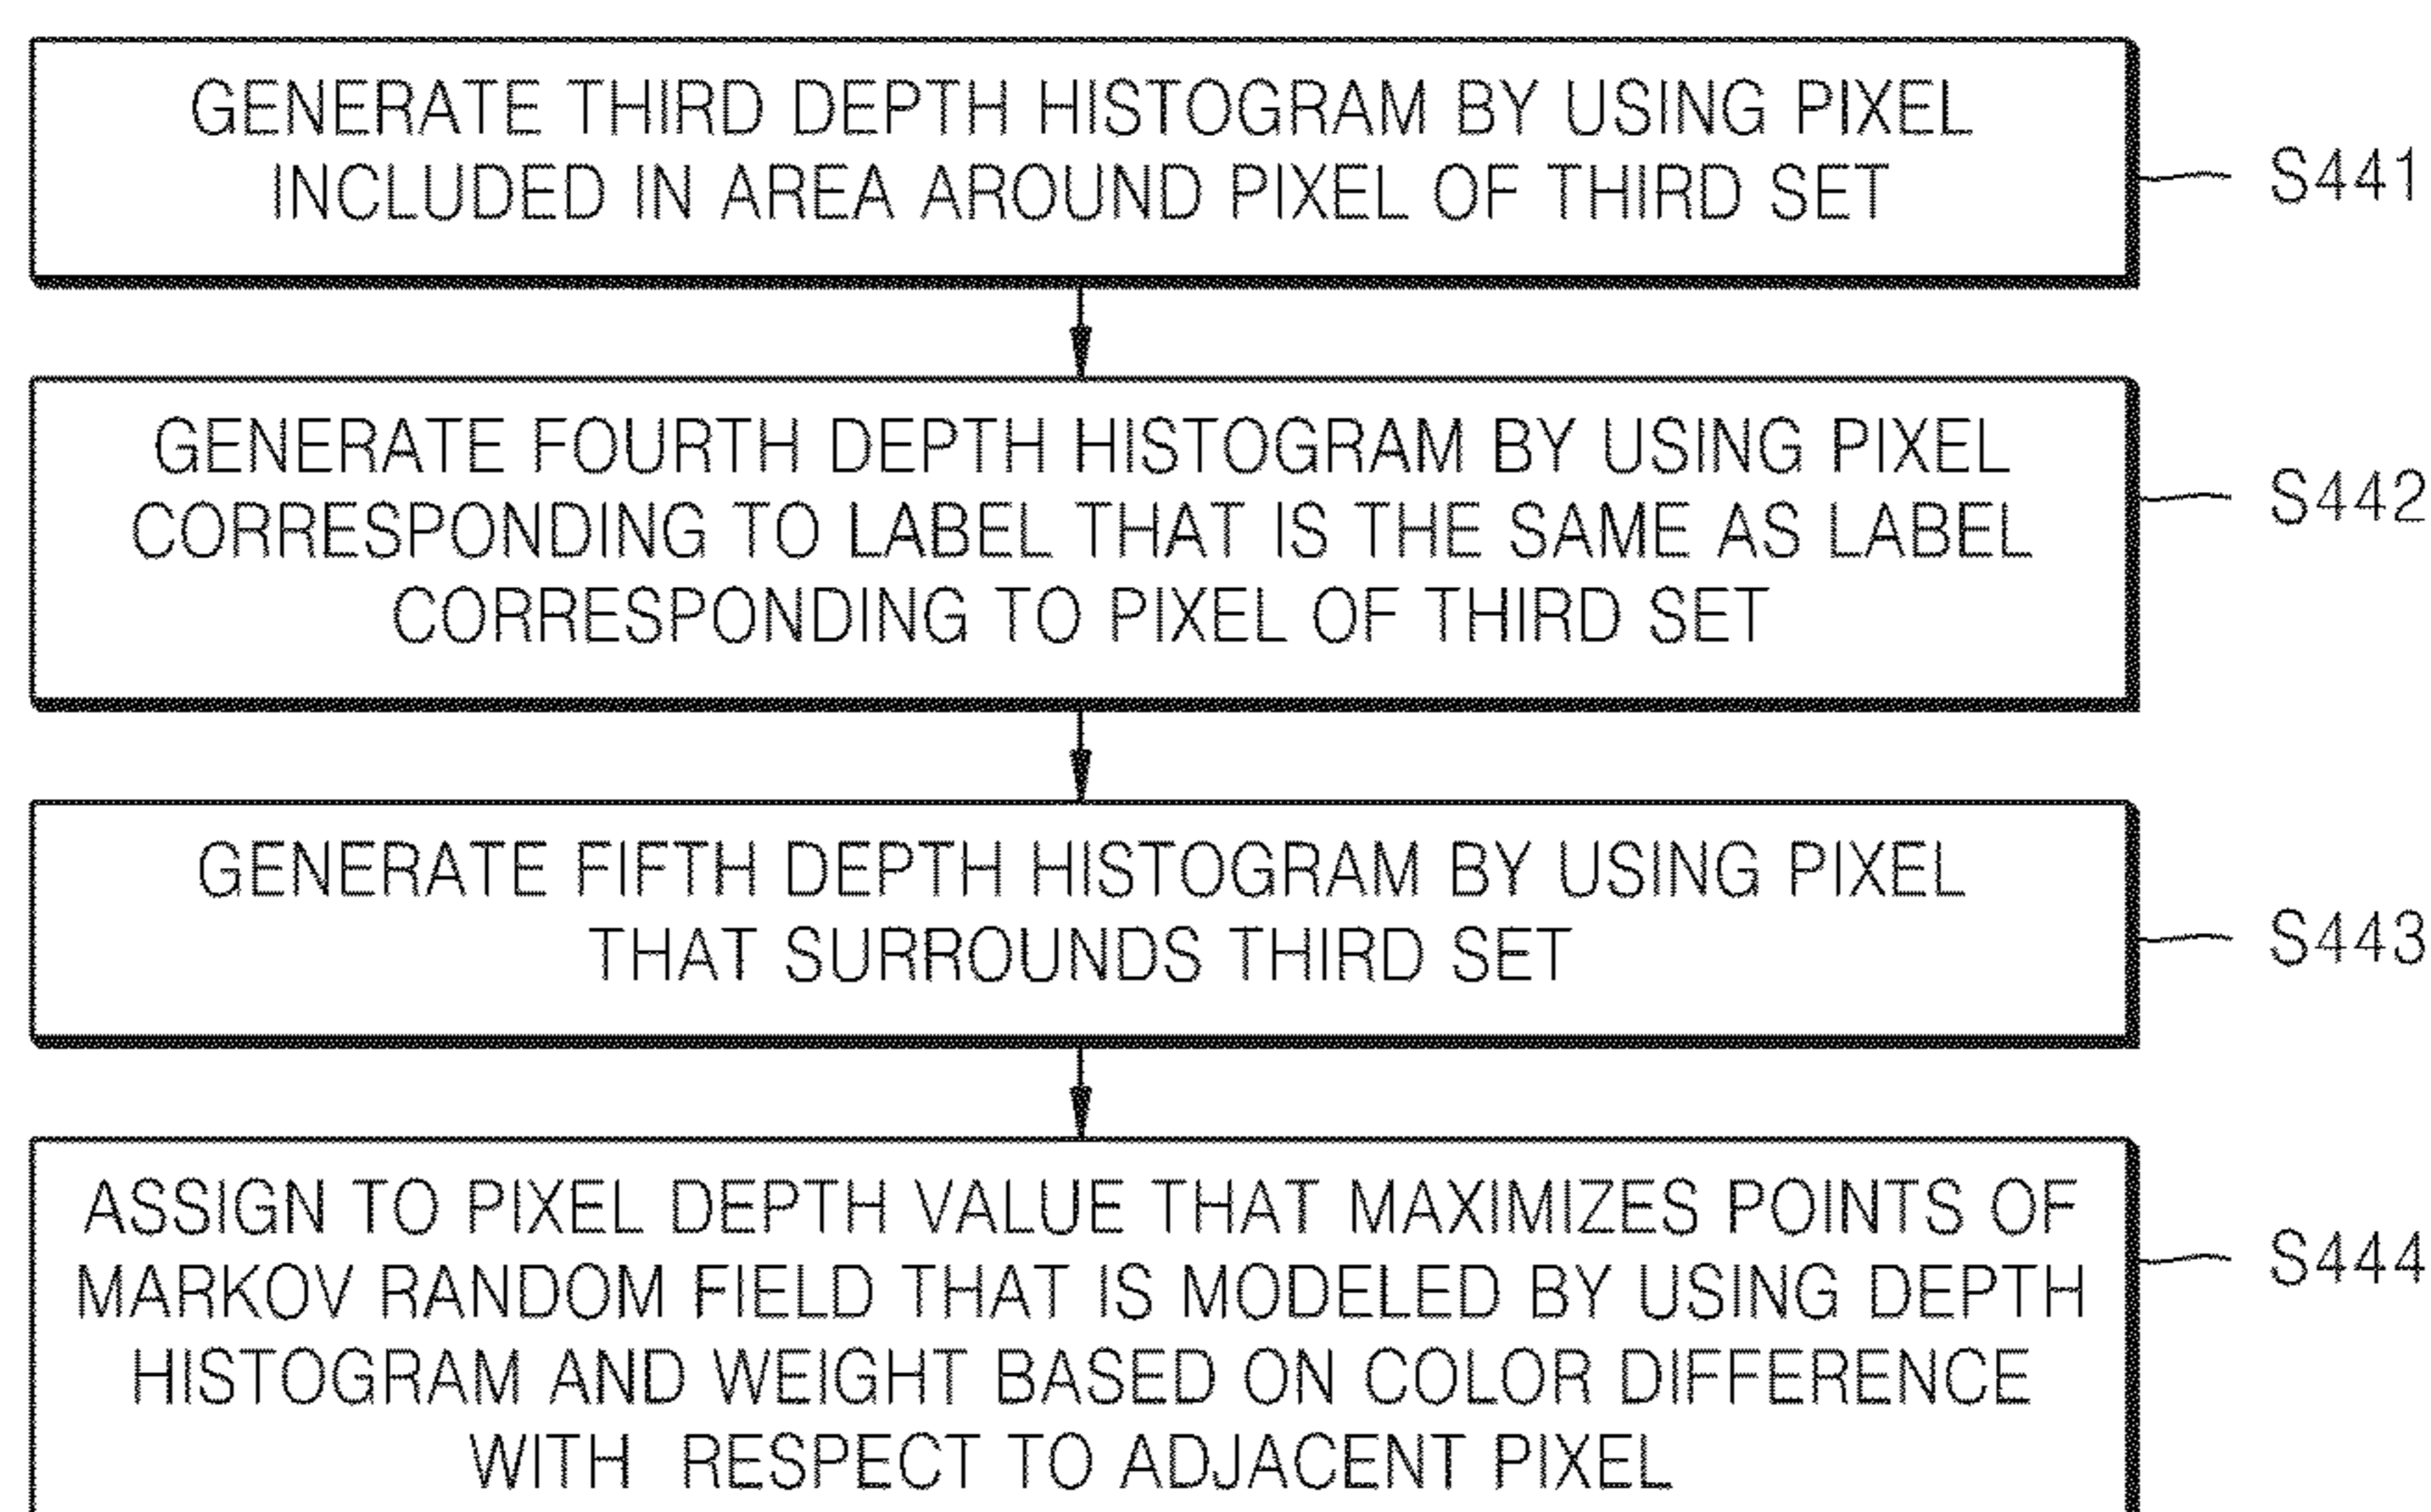 GENERATE THIRD DEPTH HISTOGRAM BY USING PIXEL
INCLUDED IN AREA AROUND PIXEL OF THIRD SET
S441
GENERATE FOURTH DEPTH HISTOGRAM BY USING PIXEL
CORRESPONDING TO LABEL THAT IS THE SAME AS LABEL
CORRESPONDING TO PIXEL OF THIRD SET
S442
GENERATE FIFTH DEPTH HISTOGRAM BY USING PIXEL
THAT SURROUNDS THIRD SET
S443
ASSIGN TO PIXEL DEPTH VALUE THAT MAXIMIZES POINTS OF
MARKOV RANDOM FIELD THAT IS MODELED BY USING DEPTH
HISTOGRAM AND WEIGHT BASED ON COLOR DIFFERENCE
WITH RESPECT TO ADJACENT PIXEL
S444